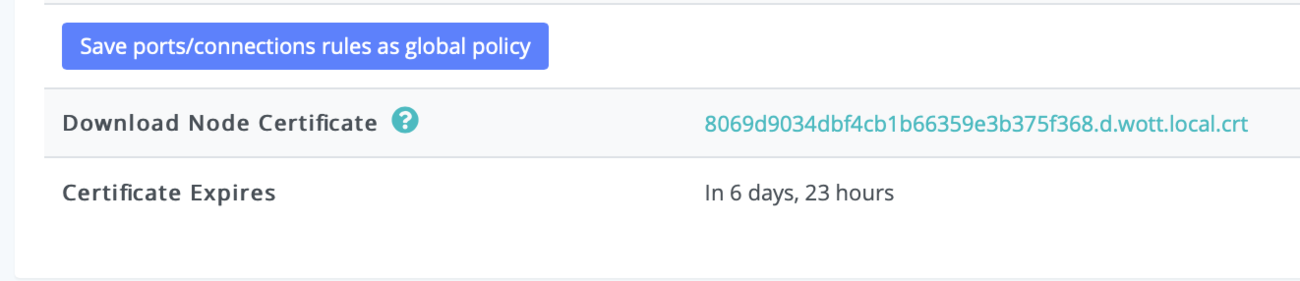 Save ports/connections rules as global policy
Download Node Certificate ? 8069d9034dbf4cb1b66359e3b375f368.d.wott.local.crt
Certificate Expires In 6 days, 23 hours